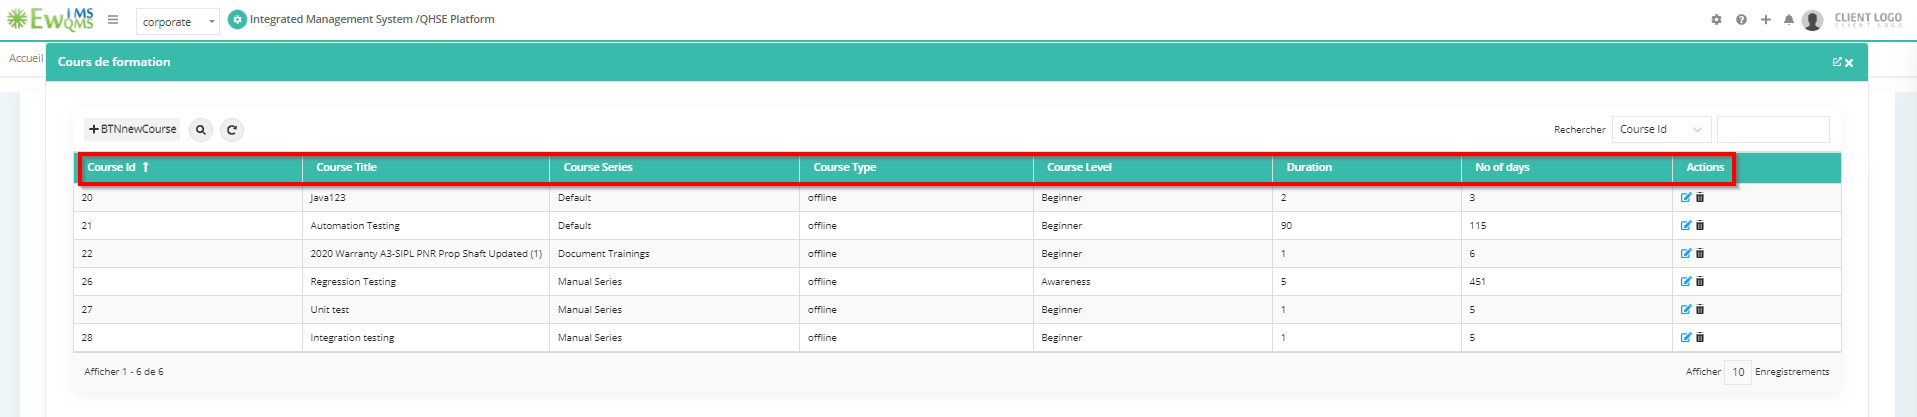 EwQMS LMS corporate Integrated Management System /QHSE Platform CLIENT LOGO
CLIENT LOGO
Accueil
Cours de formation
BTNnewCourse Rechercher Course Id
Course Id Course Title Course Series Course Type Course Level Duration No of days Actions
20 Java123 Default offline Beginner 2 3
21 Automation Testing Default offline Beginner 90 115
22 2020 Warranty A3-SIPL PNR Prop Shaft Updated (1) Document Trainings offline Beginner 1 6
26 Regression Testing Manual Series offline Awareness 5 451
27 Unit test Manual Series offline Beginner 1 5
28 Integration testing Manual Series offline Beginner 1 5
Afficher 1 - 6 de 6 Afficher 10 Enregistrements